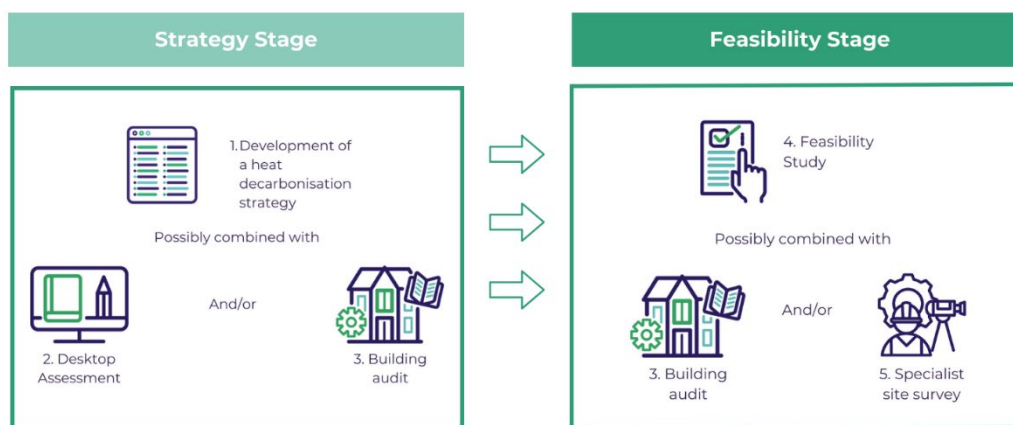 Strategy Stage
1. Development of
a heat
decarbonisation
strategy
Possibly combined with
And/or
2. Desktop
Assessment
3. Building
audit
Feasibility Stage
4. Feasibility
Study
Possibly combined with
And/or
3. Building
audit
5. Specialist
site survey